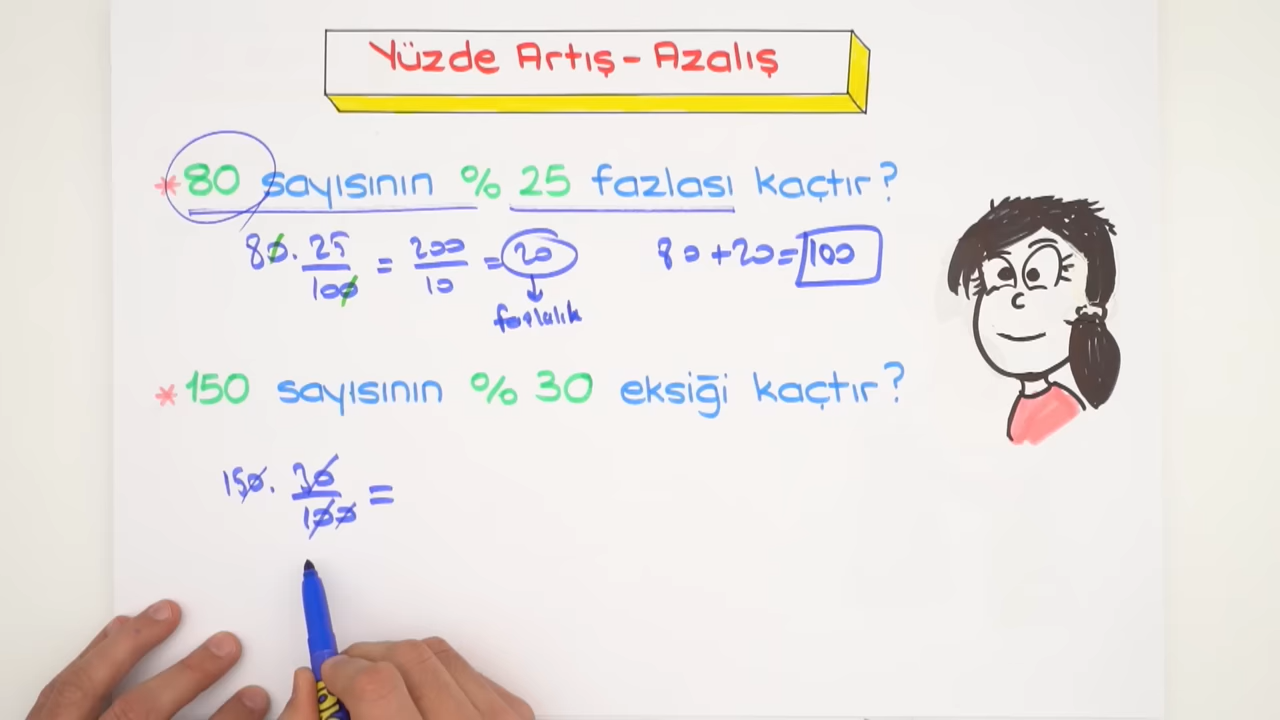 Yüzde Artış - Azalış
* 80 sayısının % 25 fazlası kaçtır?
80 . 25/100 = 200/10 = 20 80 + 20 = 100
fazlalık
* 150 sayısının % 30 eksiği kaçtır?
150 . 30/100 =